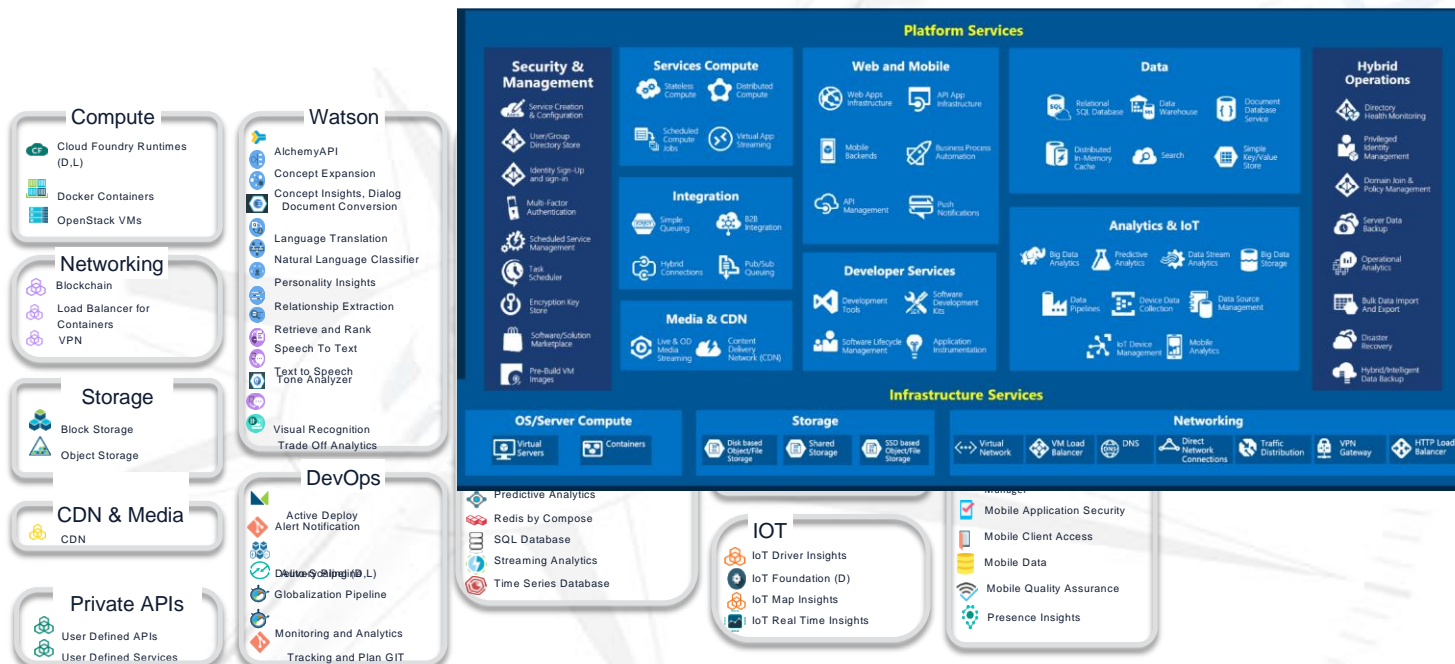 Compute
Cloud Foundry Runtimes
(D,L)
Docker Containers
OpenStack VMs
Networking
Blockchain
Load Balancer for
Containers
VPN
Storage
Block Storage
Object Storage
CDN & Media
CDN
Private APIs
User Defined APIs
User Defined Services
Watson
AlchemyAPI
Concept Expansion
Concept Insights, Dialog
Document Conversion
Language Translation
Natural Language Classifier
Personality Insights
Relationship Extraction
Retrieve and Rank
Speech To Text
Text to Speech
Tone Analyzer
Visual Recognition
Trade Off Analytics
DevOps
Active Deploy
Alert Notification
Globalization Pipeline
Monitoring and Analytics
Tracking and Plan GIT
Platform Services
Security &
Management
Service Creation
& Configuration
User/Group
Directory Store
Identity Sign-Up
and sign-in
Multi-Factor
Authentication
Scheduled Service
Management
Task
Scheduler
Encryption Key
Store
Software/Solution
Marketplace
Pre-Build VM
Images
Services Compute
Stateless
Compute
Distributed
Compute
Scheduled
Compute
Jobs
Virtual App
Streaming
Integration
Simple
Queuing
B2B
Integration
Hybrid
Connections
Pub/Sub
Queuing
Media & CDN
Live & OD
Media
Streaming
Content
Delivery
Network (CDN)
Web and Mobile
Web Apps
Infrastructure
API App
Infrastructure
Mobile
Backends
Business Process
Automation
API
Management
Push
Notifications
Developer Services
Development
Tools
Software
Development
Kits
Software Lifecycle
Management
Application
Instrumentation
Data
SQL
Relational
SQL Database
Data
Warehouse
Document
Database
Service
Distributed
In-Memory
Cache
Search
Simple
Key/Value
Store
Analytics & IoT
Big Data
Analytics
Predictive
Analytics
Data Stream
Analytics
Big Data
Storage
Data
Pipelines
Device Data
Collection
Data Source
Management
IoT Device
Management
Mobile
Analytics
Hybrid
Operations
Directory
Health Monitoring
Privileged
Identity
Management
Domain Join &
Policy Management
Server Data
Backup
Operational
Analytics
Bulk Data Import
And Export
Disaster
Recovery
Hybrid/Intelligent
Data Backup
Infrastructure Services
OS/Server Compute
Virtual
Servers
Containers
Storage
Disk based
Object/File
Storage
Shared
Storage
SSD based
Object/File
Storage
Networking
Virtual
Network
VM Load
Balancer
DNS
DNS
Direct
Network
Connections
Traffic
Distribution
VPN
Gateway
HTTP Load
Balancer
Predictive Analytics
Redis by Compose
SQL Database
Streaming Analytics
Time Series Database
IOT
IoT Driver Insights
IoT Foundation (D)
IoT Map Insights
IoT Real Time Insights
Manager
Mobile Application Security
Mobile Client Access
Mobile Data
Mobile Quality Assurance
Presence Insights